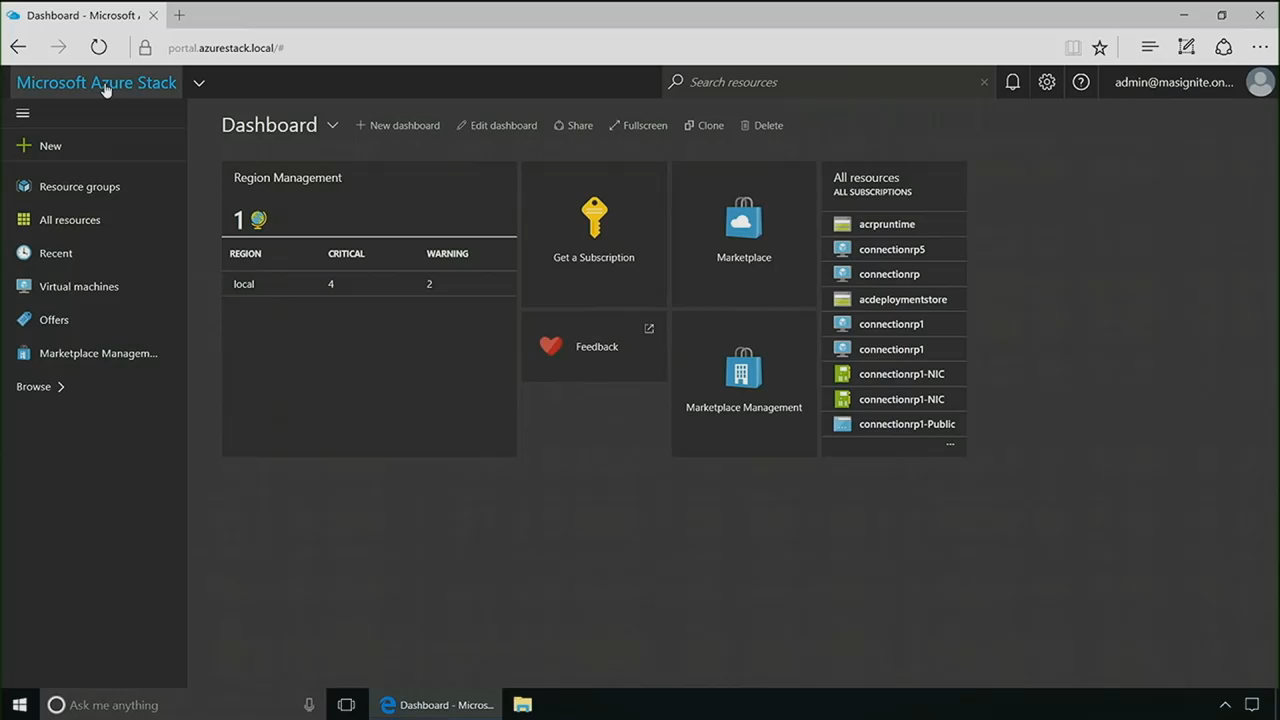 Dashboard - Microsoft A
portal.azurestack.local/#
Microsoft Azure Stack
Search resources
admin@masignite.on...
New
Resource groups
All resources
Recent
Virtual machines
Offers
Marketplace Managem...
Browse
Dashboard
New dashboard
Edit dashboard
Share
Fullscreen
Clone
Delete
Region Management
1
REGION CRITICAL WARNING
local 4 2
Get a Subscription
Marketplace
Feedback
Marketplace Management
All resources
ALL SUBSCRIPTIONS
acrpruntime
connectionrp5
connectionrp
acdeploymentstore
connectionrp1
connectionrp1
connectionrp1-NIC
connectionrp1-NIC
connectionrp1-Public
...
Ask me anything
Dashboard - Micros...